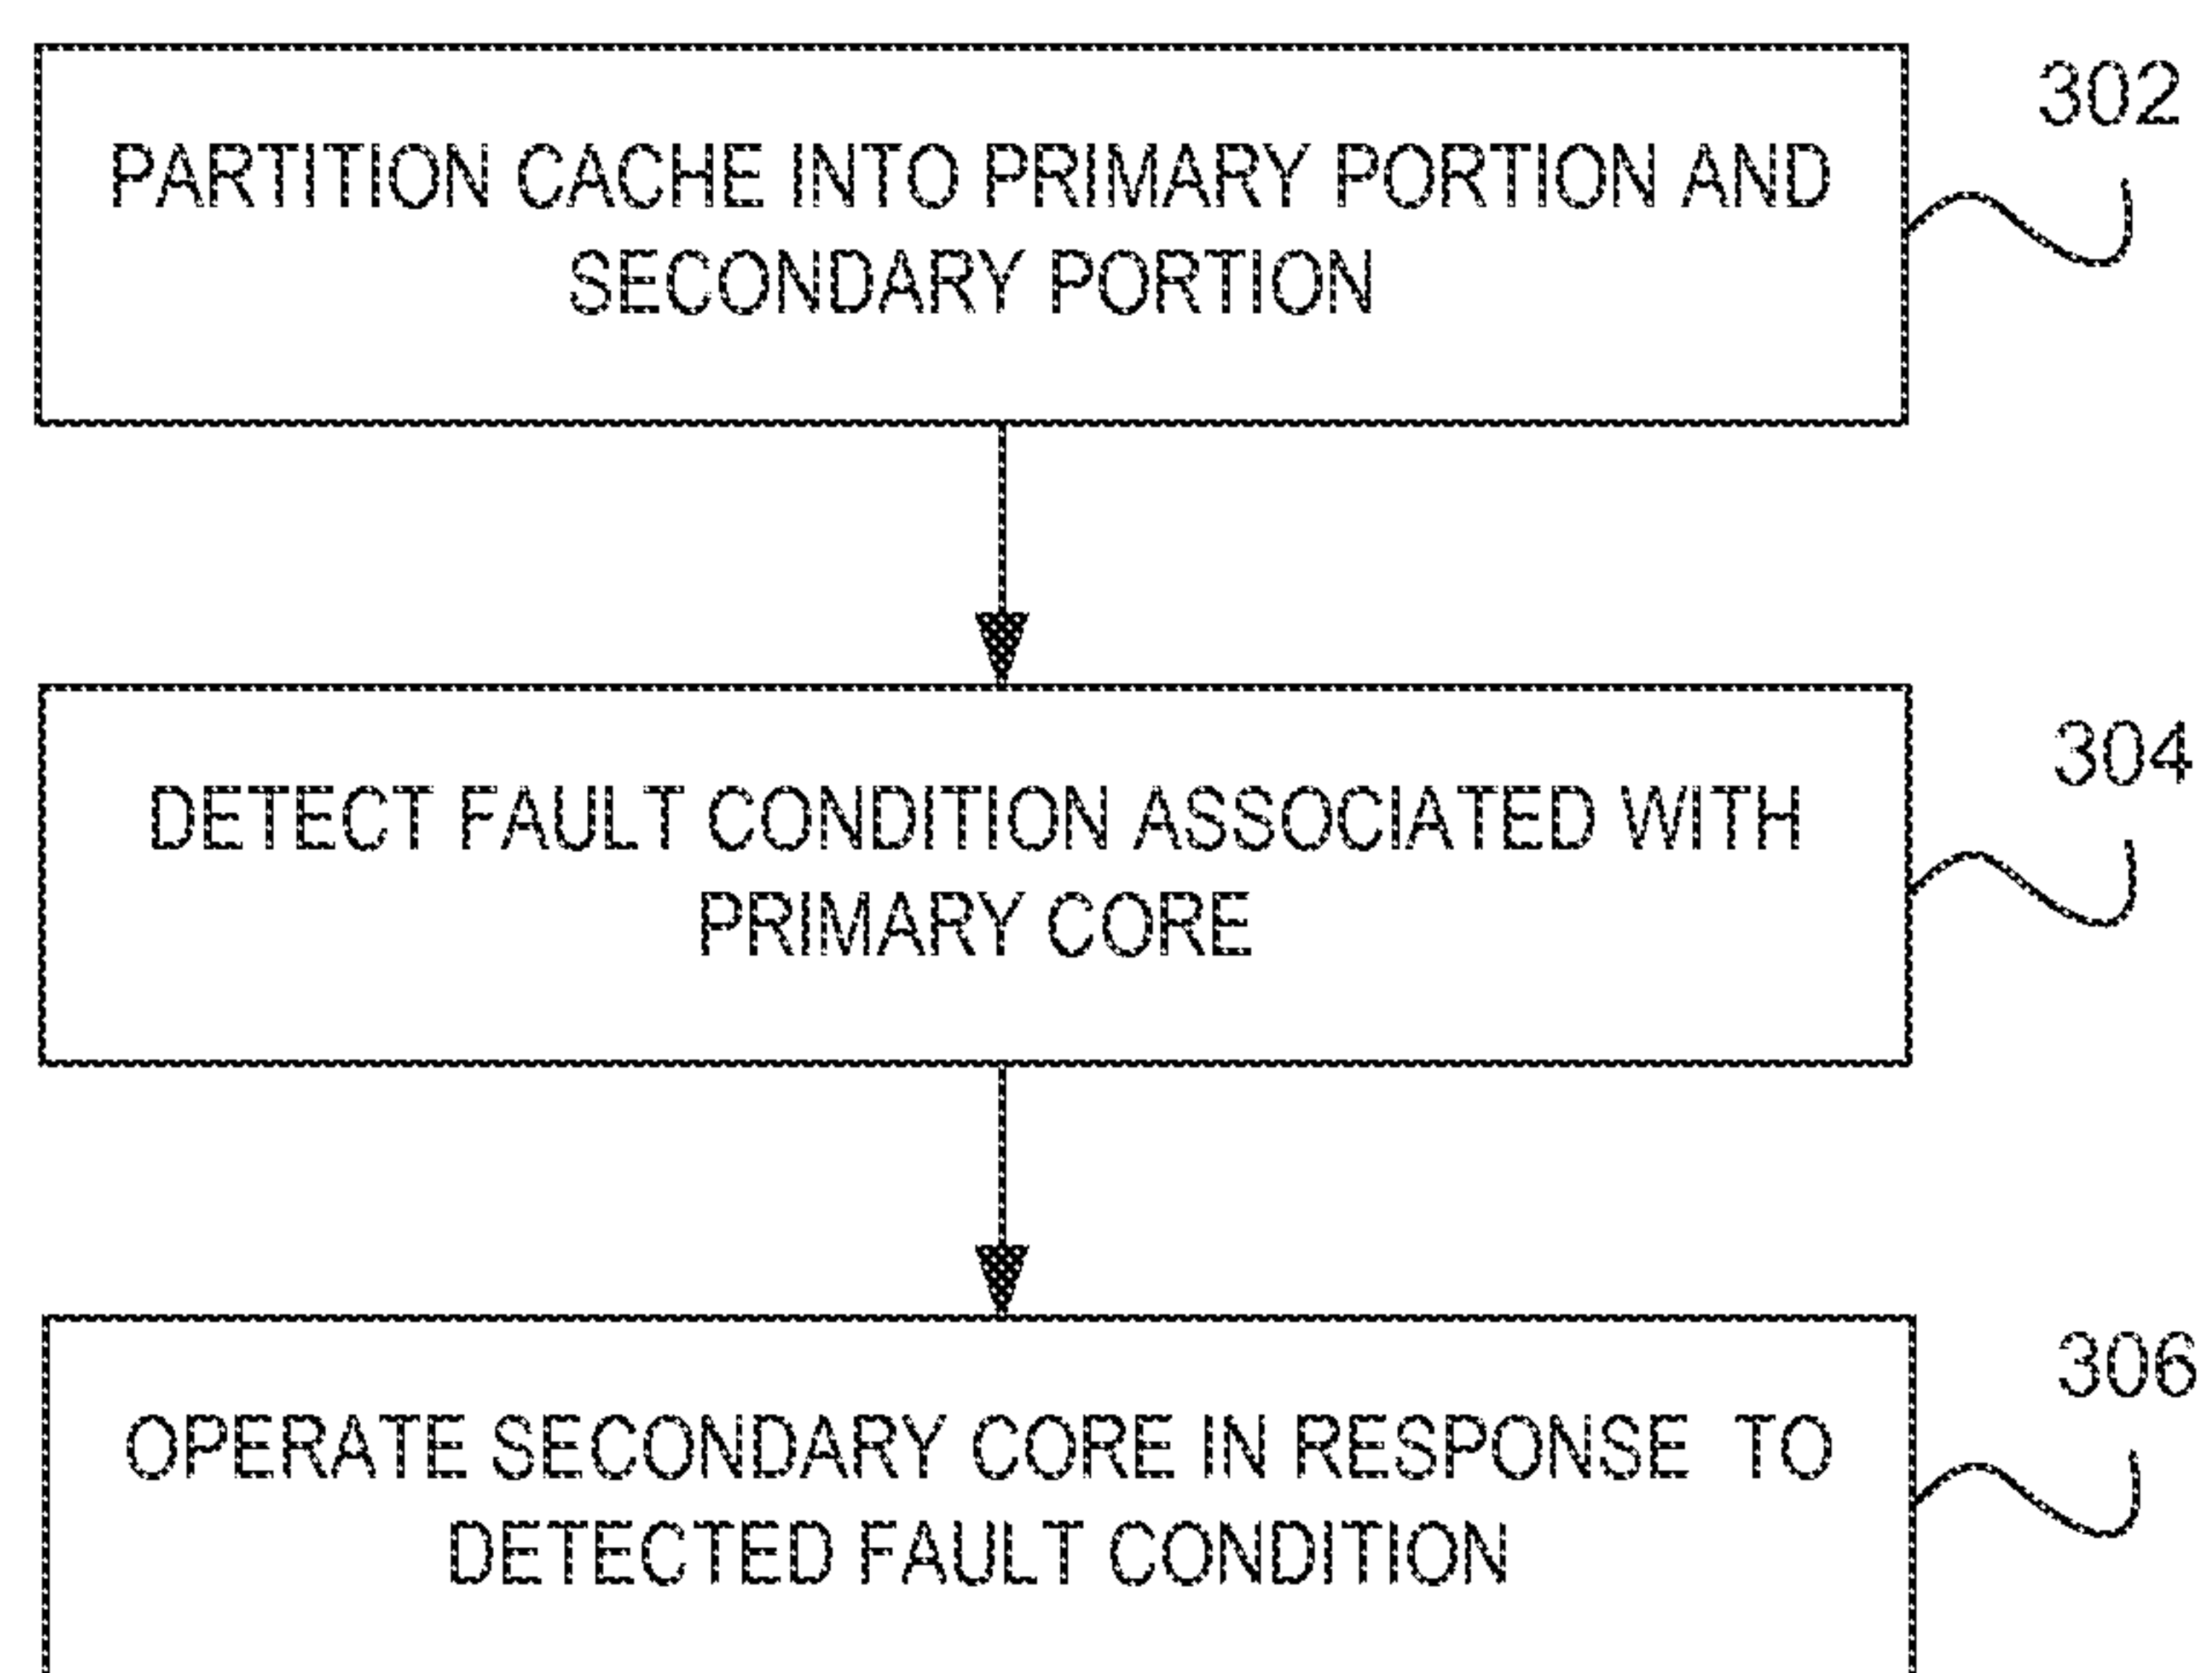 302
PARTITION CACHE INTO PRIMARY PORTION AND
SECONDARY PORTION
304
DETECT FAULT CONDITION ASSOCIATED WITH
PRIMARY CORE
306
OPERATE SECONDARY CORE IN RESPONSE TO
DETECTED FAULT CONDITION